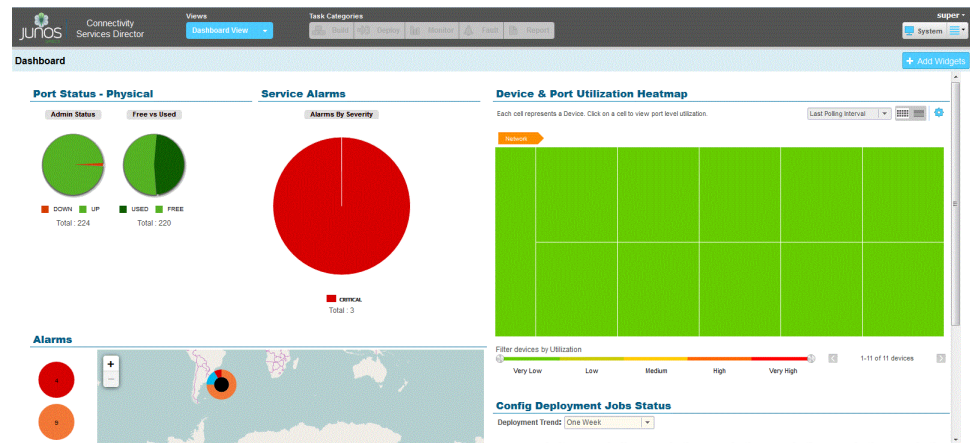 Views
Task Categories
super
JUNOS
Connectivity
Services Director
Dashboard View
Build
Deploy
Monitor
Fault
Report
System
Dashboard
+ Add Widgets
Port Status - Physical
Service Alarms
Device & Port Utilization Heatmap
Admin Status
Free vs Used
Alarms By Severity
Each cell represents a Device. Click on a cell to view port level utilization.
Last Polling Interval
Network
DOWN
UP
USED
FREE
Total : 224
Total : 220
CRITICAL
Total : 3
Alarms
+
-
9
Filter devices by Utilization
1-11 of 11 devices
Very Low
Low
Medium
High
Very High
Config Deployment Jobs Status
Deployment Trend:
One Week